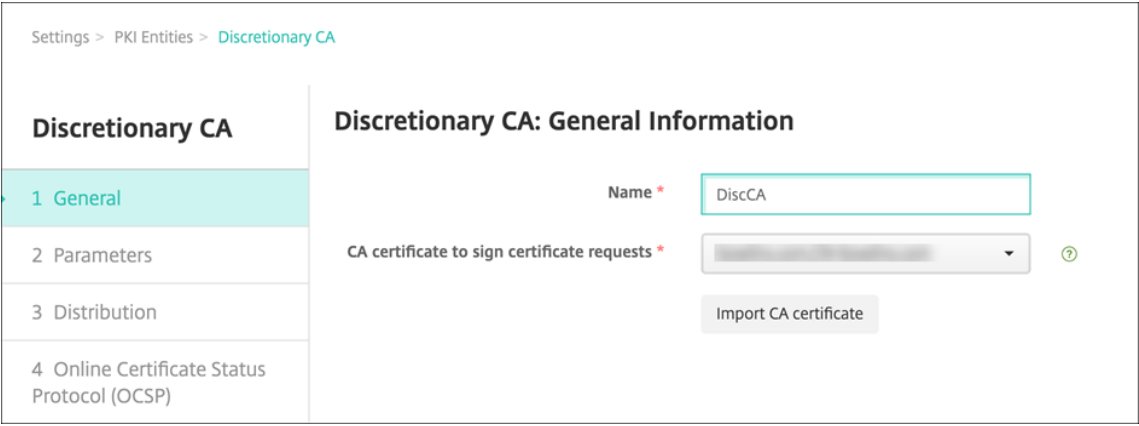 Settings > PKI Entities > Discretionary CA
Discretionary CA
1 General
2 Parameters
3 Distribution
4 Online Certificate Status
Protocol (OCSP)
Discretionary CA: General Information
Name *
DiscCA
CA certificate to sign certificate requests *
?
Import CA certificate